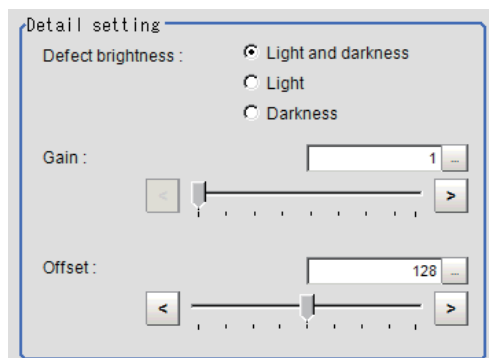 Detail setting
Defect brightness :
Light and darkness
Light
Darkness
Gain :
1 ...
< >
Offset :
128 ...
< >